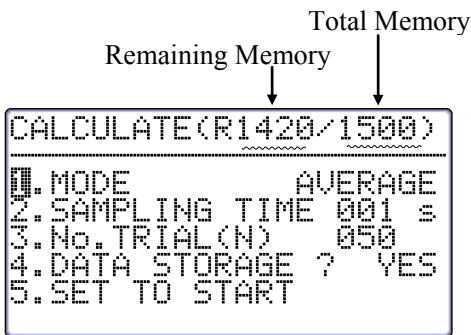 Total Memory
Remaining Memory
CALCULATE(R1420/1500)
1.MODE AVERAGE
2.SAMPLING TIME 001 s
3.No.TRIAL(N) 050
4.DATA STORAGE ? YES
5.SET TO START